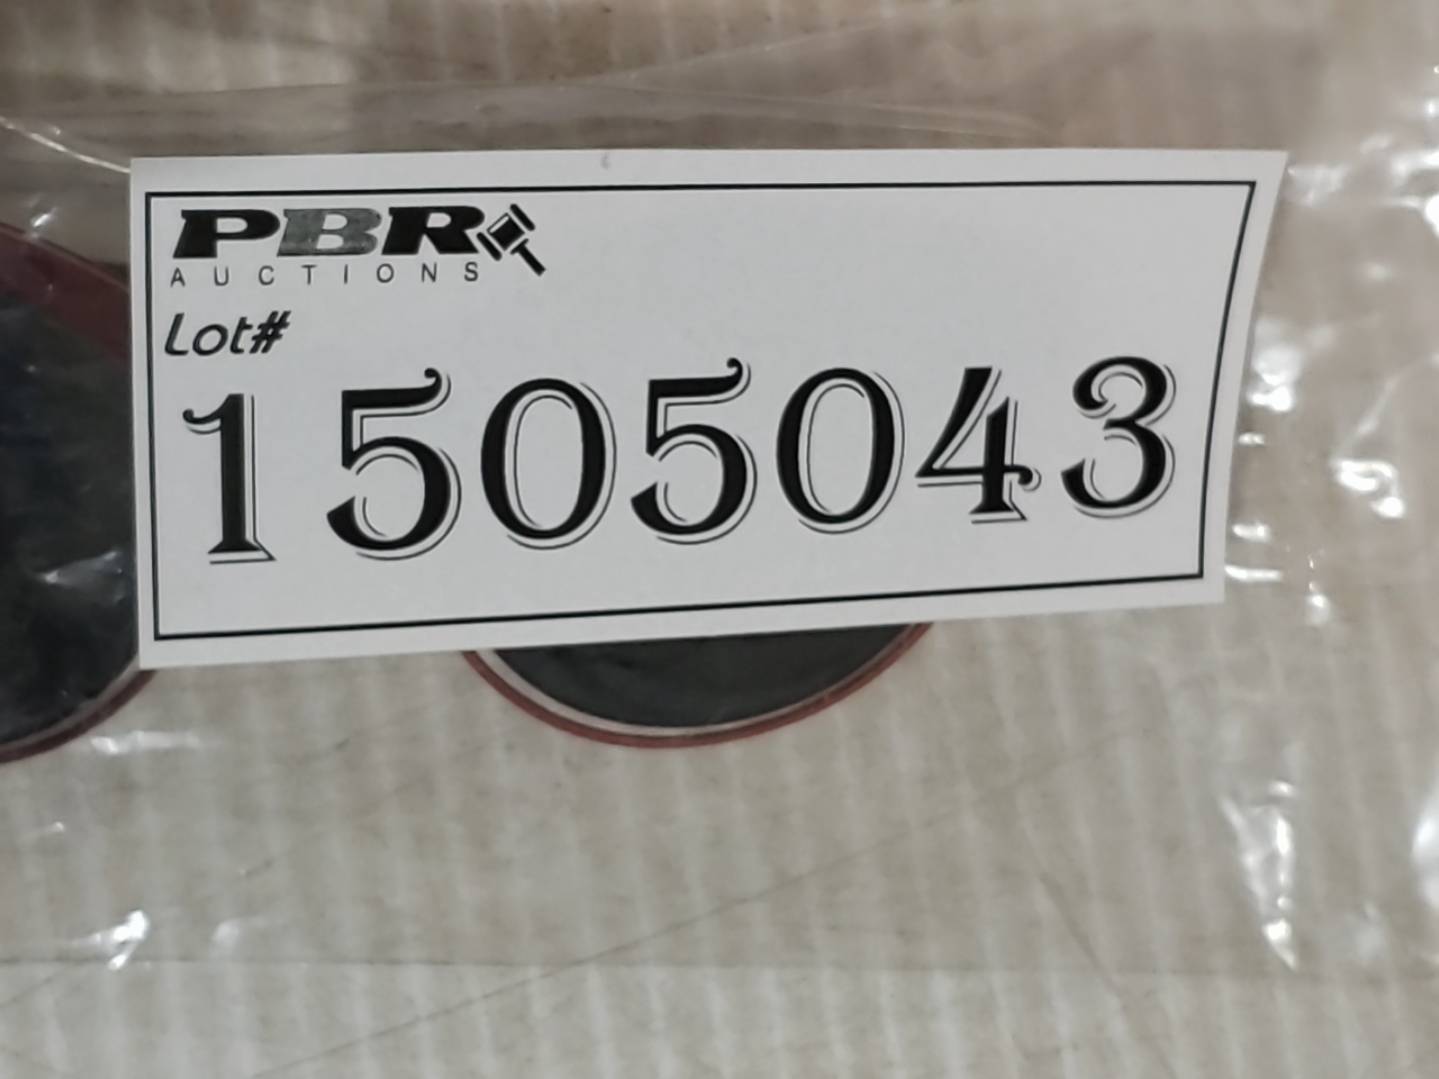 PBR
AUCTIONS
Lot#
1505043